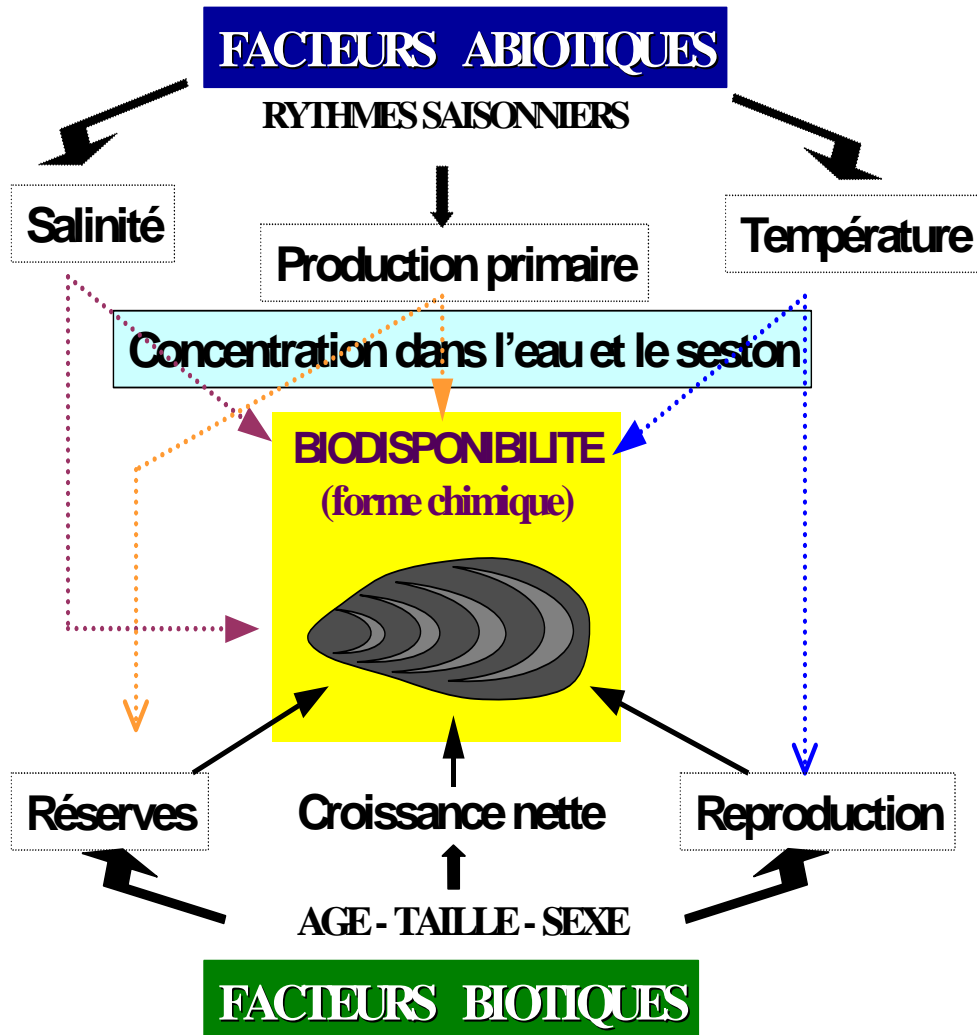 FACTEURS ABIOTIQUES
RYTHMES SAISONNIERS
Salinité
Production primaire
Température
Concentration dans l'eau et le seston
BIODISPONIBILITE
(forme chimique)
Réserves
Croissance nette
Reproduction
AGE - TAILLE - SEXE
FACTEURS BIOTIQUES